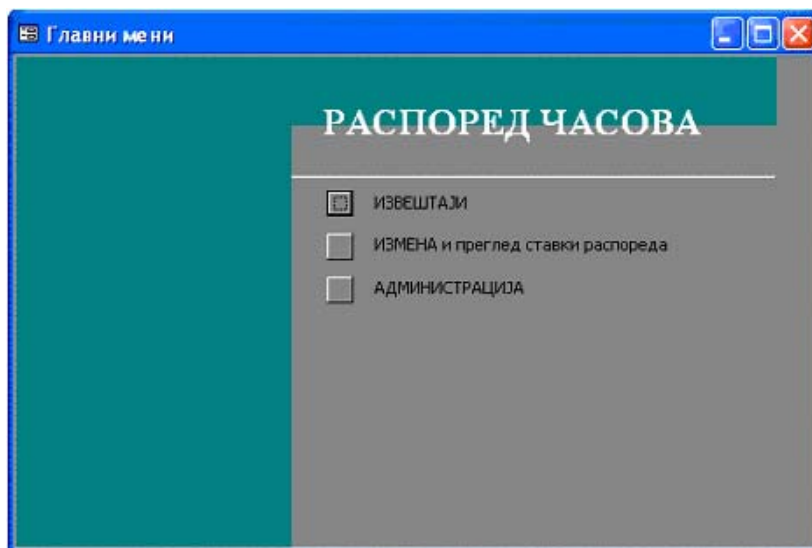 Главни мени
РАСПОРЕД ЧАСОВА
ИЗВЕШТАЈИ
ИЗМЕНА и преглед ставки распореда
АДМИНИСТРАЦИЈА